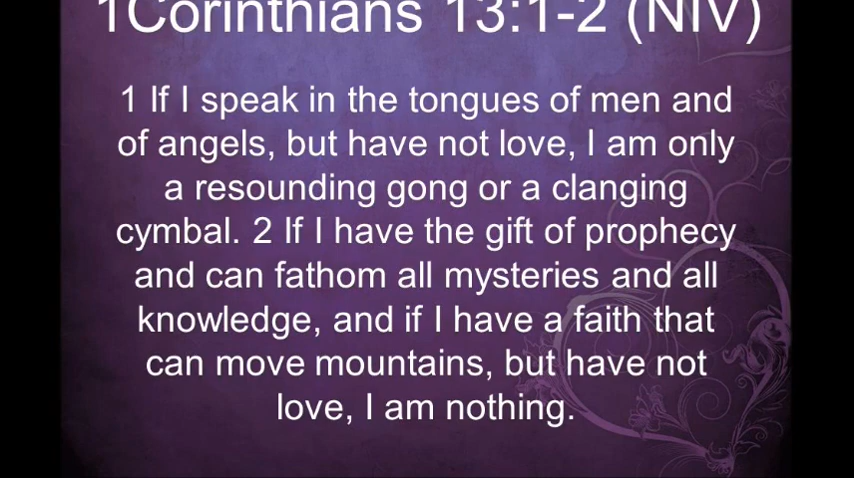 1Corinthians 13:1-2 (NIV)
1 If I speak in the tongues of men and
of angels, but have not love, I am only
a resounding gong or a clanging
cymbal. 2 If I have the gift of prophecy
and can fathom all mysteries and all
knowledge, and if I have a faith that
can move mountains, but have not
love, I am nothing.